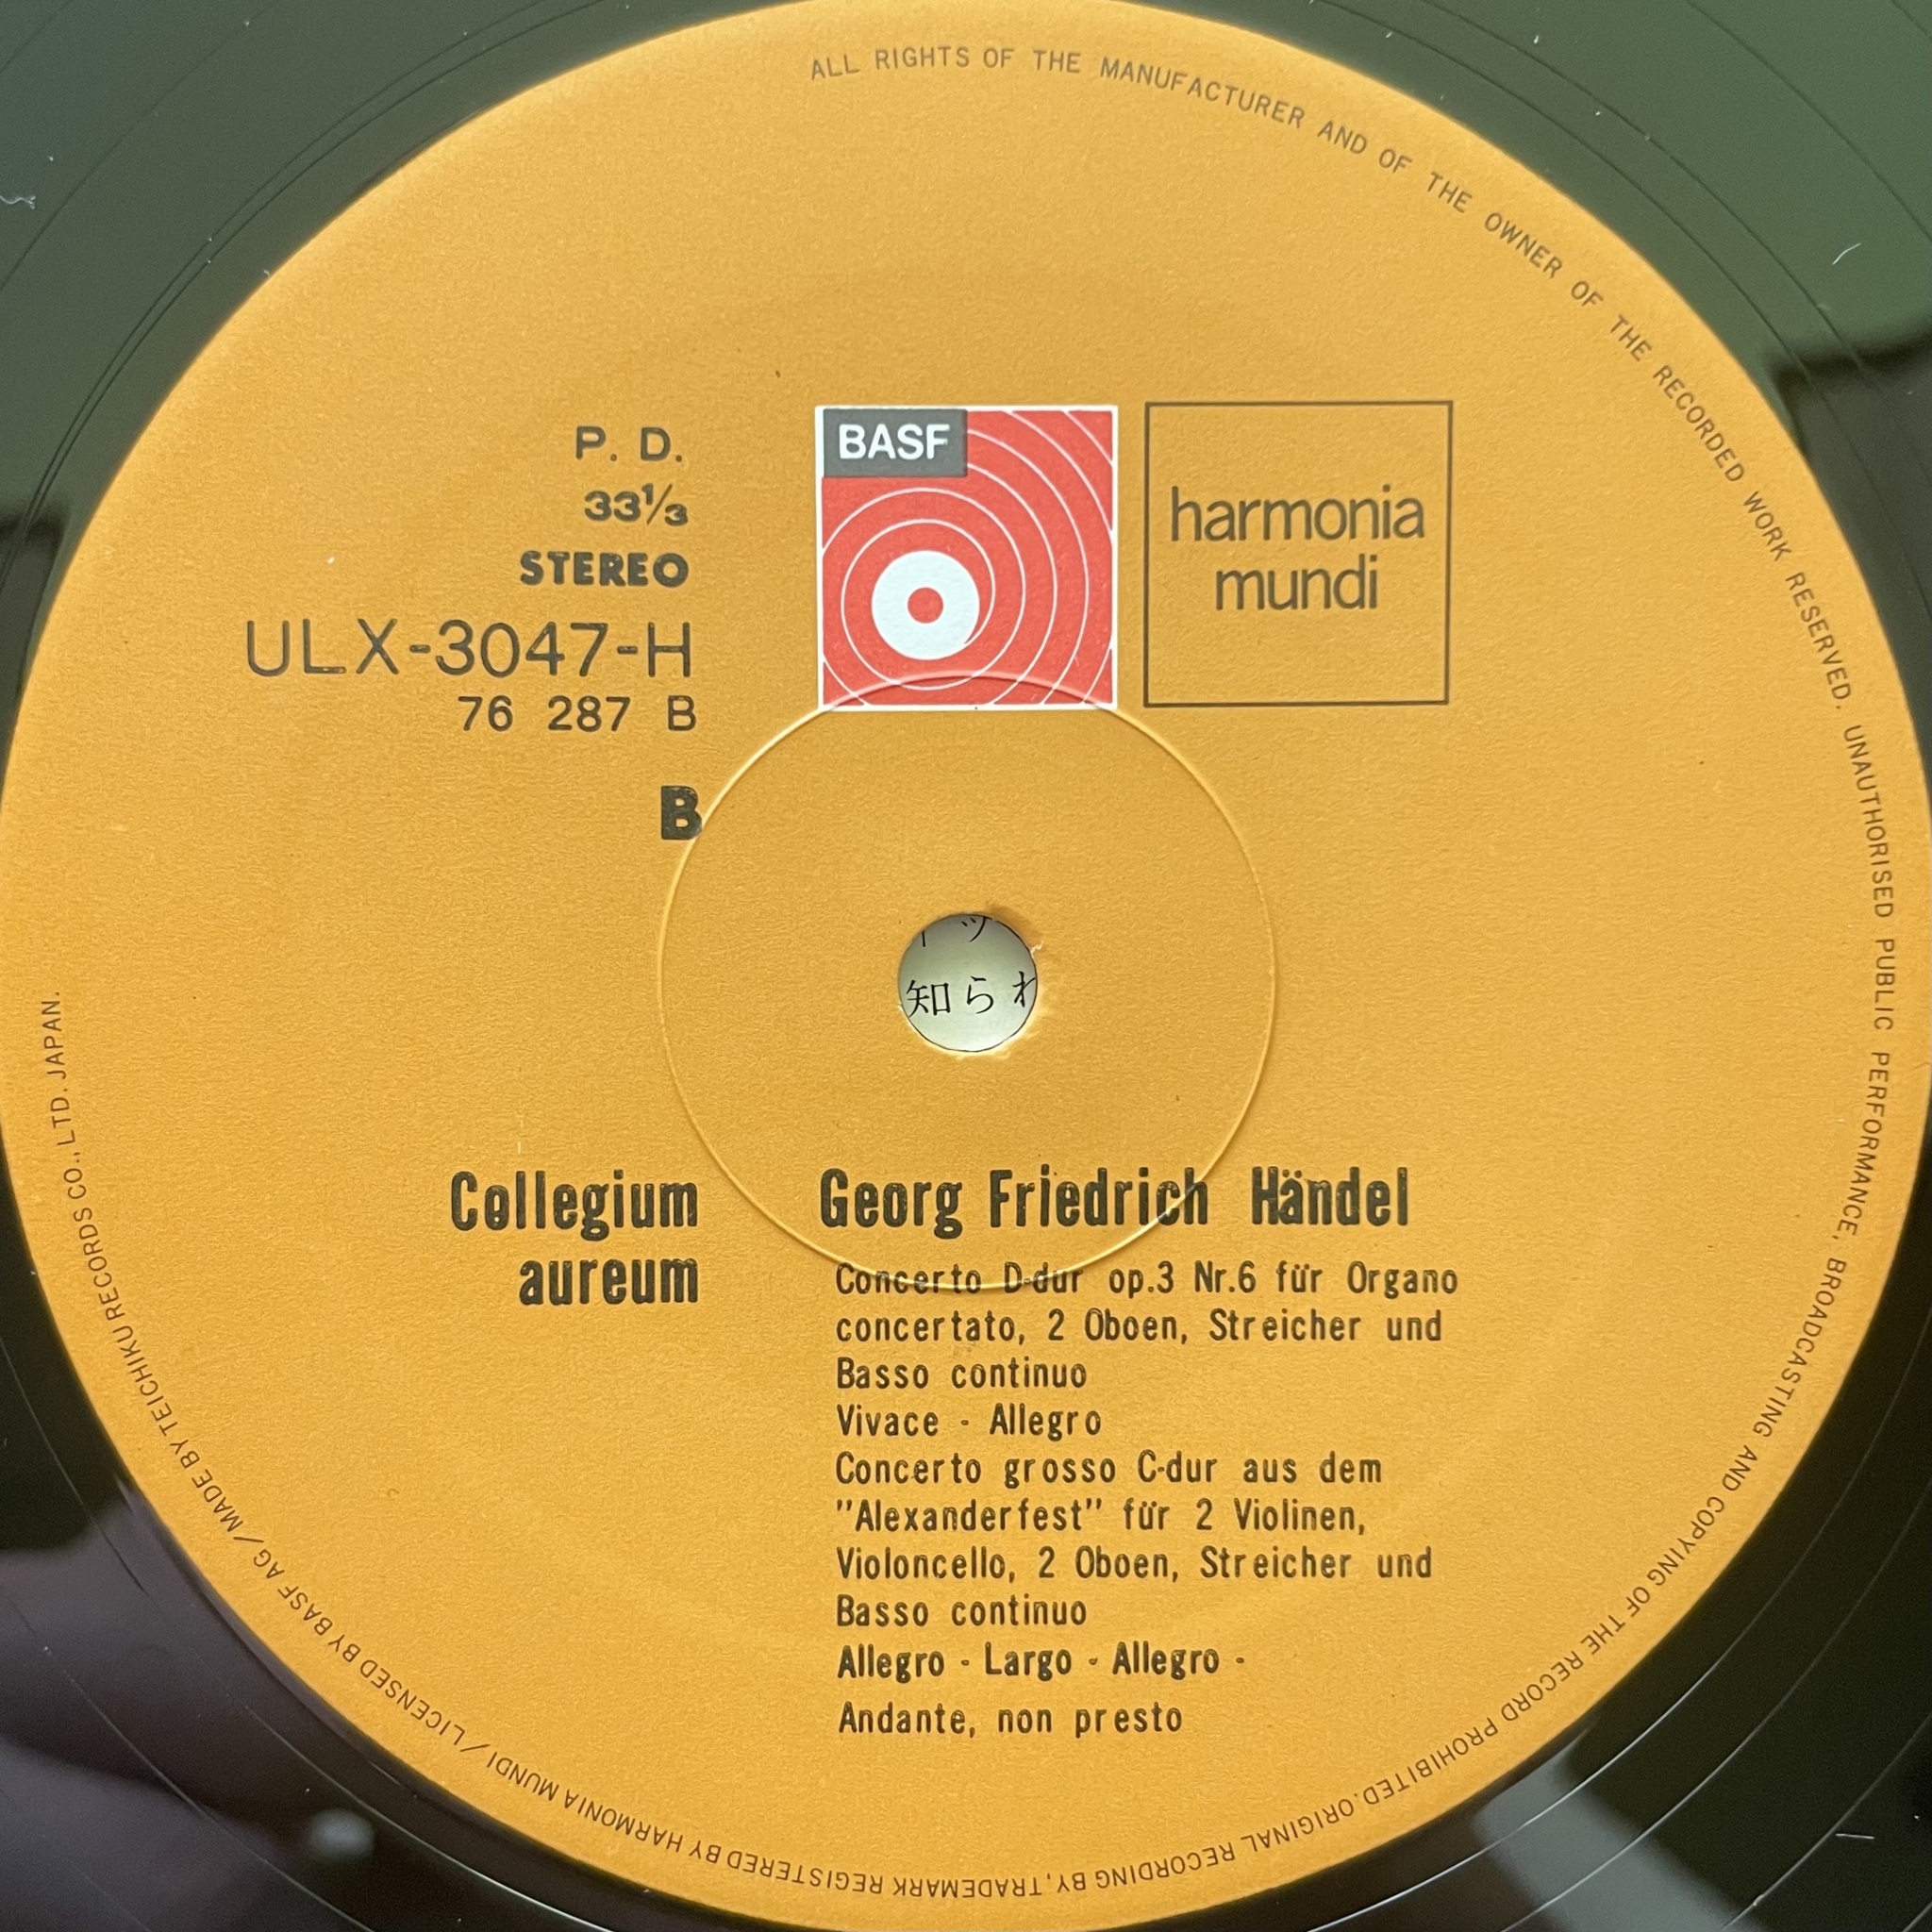 ALL RIGHTS OF THE MANUFACTURER AND OF THE OWNER OF THE RECORDED WORK RESERVED. UNAUTHORISED PUBLIC PERFORMANCE, BROADCASTING AND COPYING OF THE RECORD PROHIBITED. ORIGINAL RECORDING BY, TRADEMARK REGISTERED BY HARMONIA MUNDI / LICENSED BY BASF AG / MADE BY TEICHIKU RECORDS CO., LTD. JAPAN.
P. D.
33⅓
STEREO
ULX-3047-H
76 287 B
B
BASF
harmonia
mundi
知られ
Collegium
aureum
Georg Friedrich Händel
Concerto D-dur op.3 Nr.6 für Organo
concertato, 2 Oboen, Streicher und
Basso continuo
Vivace - Allegro
Concerto grosso C-dur aus dem
"Alexanderfest" für 2 Violinen,
Violoncello, 2 Oboen, Streicher und
Basso continuo
Allegro - Largo - Allegro -
Andante, non presto